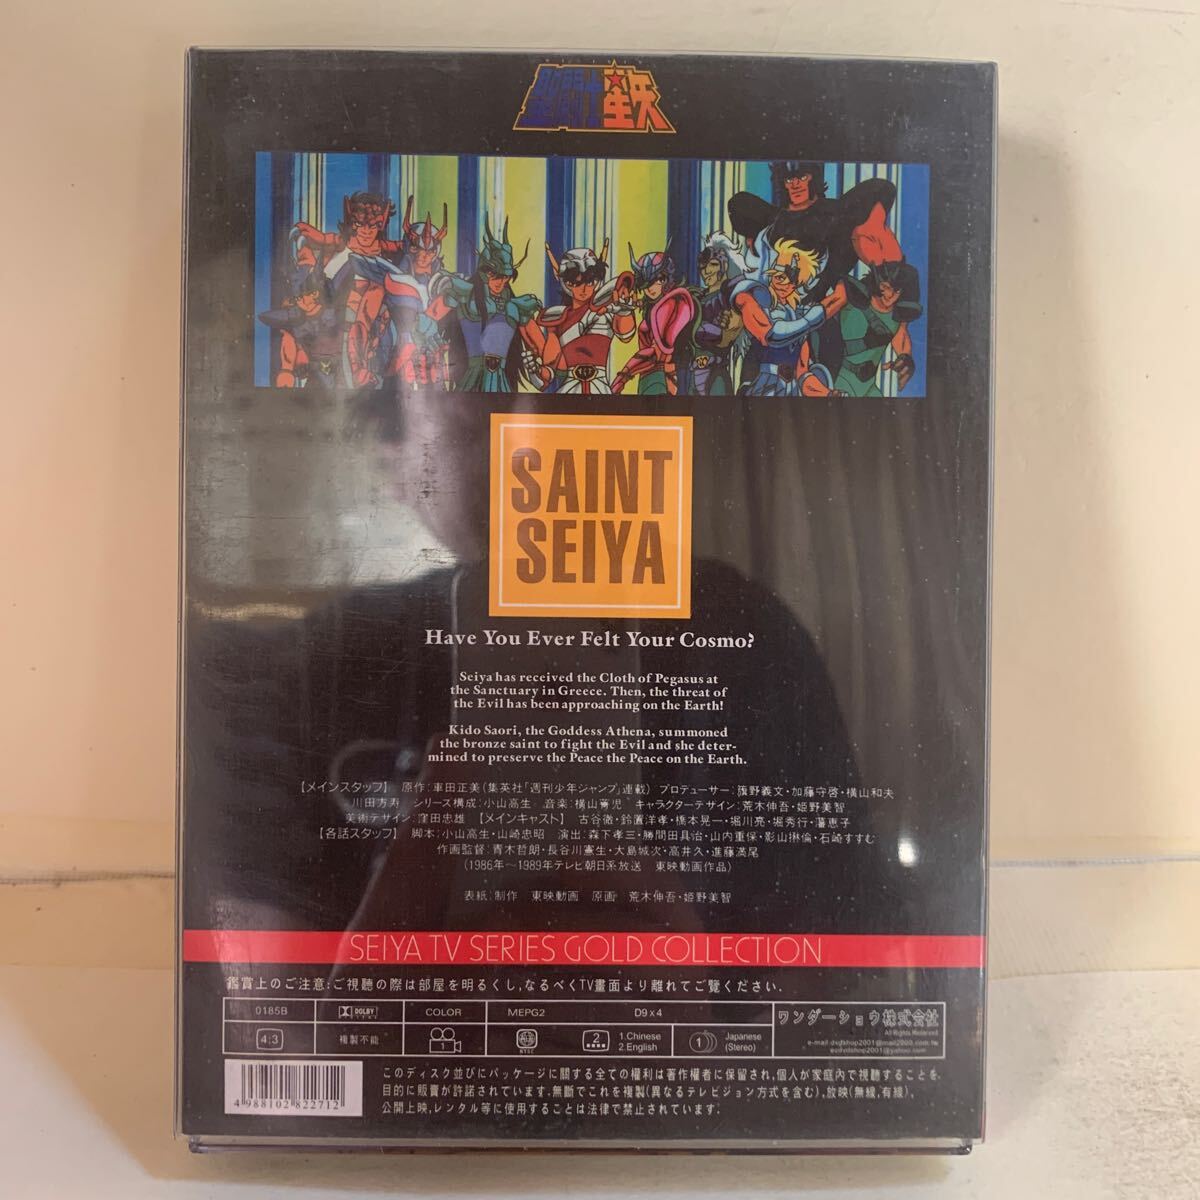 聖闘士星矢
SAINT
SEIYA
Have You Ever Felt Your Cosmo?
Seiya has received the Cloth of Pegasus at
the Sanctuary in Greece. Then, the threat of
the Evil has been approaching on the Earth!
Kido Saori, the Goddess Athena, summoned
the bronze saint to fight the Evil and she deter-
mined to preserve the Peace the Peace on the Earth.
【メインスタッフ】 原作:車田正美(集英社「週刊少年ジャンプ」連載) プロデューサー:旗野義文・加藤守啓・横山和夫
川田方寿 シリーズ構成:小山高生 音楽:横山菁児 キャラクターデザイン:荒木伸吾・姫野美智
美術デザイン:窪田忠雄 【メインキャスト】 古谷徹・鈴置洋孝・橋本晃一・堀川亮・堀秀行・藩恵子
【各話スタッフ】 脚本:小山高生・山崎忠昭 演出:森下孝三・勝間田具治・山内重保・影山楙倫・石崎すすむ
作画監督:青木哲朗・長谷川憲生・大島城次・高井久・進藤満尾
(1986年～1989年テレビ朝日系放送 東映動画作品)
表紙:制作 東映動画 原画 荒木伸吾・姫野美智
SEIYA TV SERIES GOLD COLLECTION
鑑賞上のご注意:ご視聴の際は部屋を明るくし,なるべくTV畫面より離れてご覽ください.
0185B DOLBY COLOR MEPG2 D9 x 4 ワンダーショウ株式會社
All Rights Reserved
4:3 複製不能 1 NTSC 2 1.Chinese 2.English 1 Japanese (Stereo)
e-mail:dvdshop2001@mail2000.com.tw
ezdvdshop2001@yahoo.com
このディスク並びにパッケージに関する全ての權利は著作權者に保留され,個人が家庭内で視聴することを
目的に販賣が許諾されています.無斷でこれを複製(異なるテレビジョン方式を含む),放映(無線,有線),
公開上映,レンタル等に使用することは法律で禁止されています.
4 988102 822712